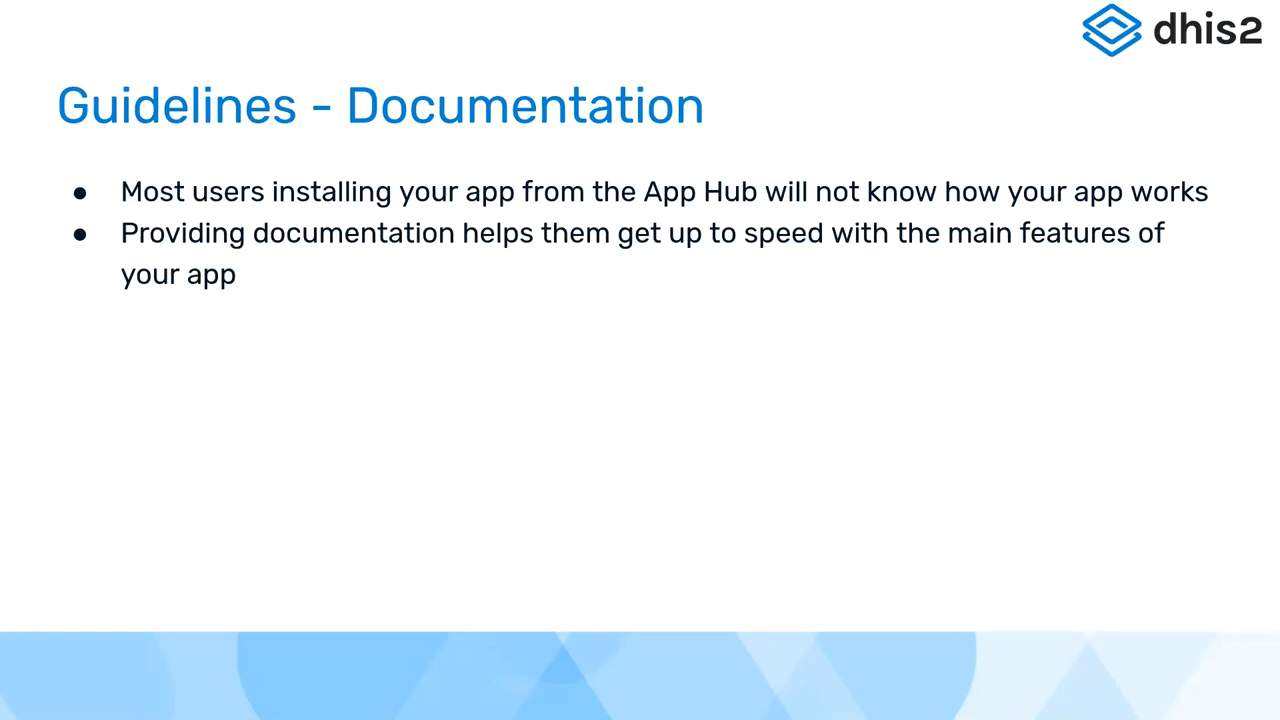 dhis2
Guidelines - Documentation
● Most users installing your app from the App Hub will not know how your app works
● Providing documentation helps them get up to speed with the main features of
your app